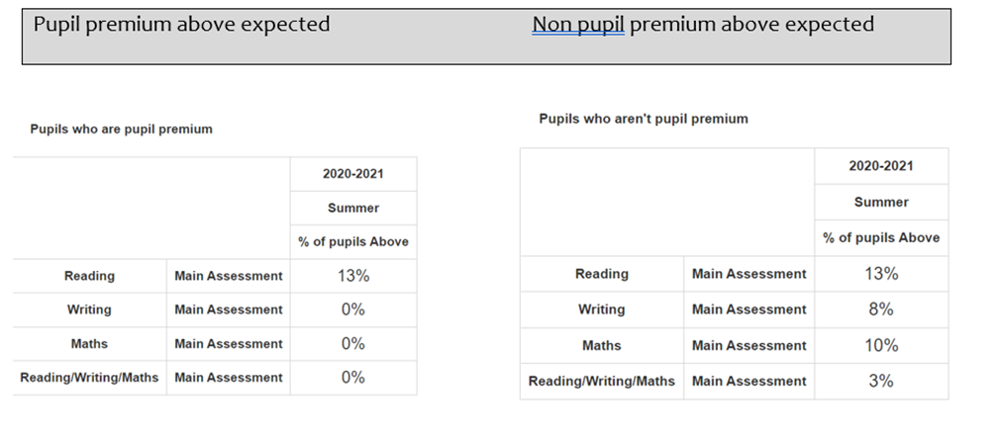 Pupil premium above expected
Non pupil premium above expected
Pupils who are pupil premium
2020-2021
Summer
% of pupils Above
Reading Main Assessment 13%
Writing Main Assessment 0%
Maths Main Assessment 0%
Reading/Writing/Maths Main Assessment 0%
Pupils who aren't pupil premium
2020-2021
Summer
% of pupils Above
Reading Main Assessment 13%
Writing Main Assessment 8%
Maths Main Assessment 10%
Reading/Writing/Maths Main Assessment 3%